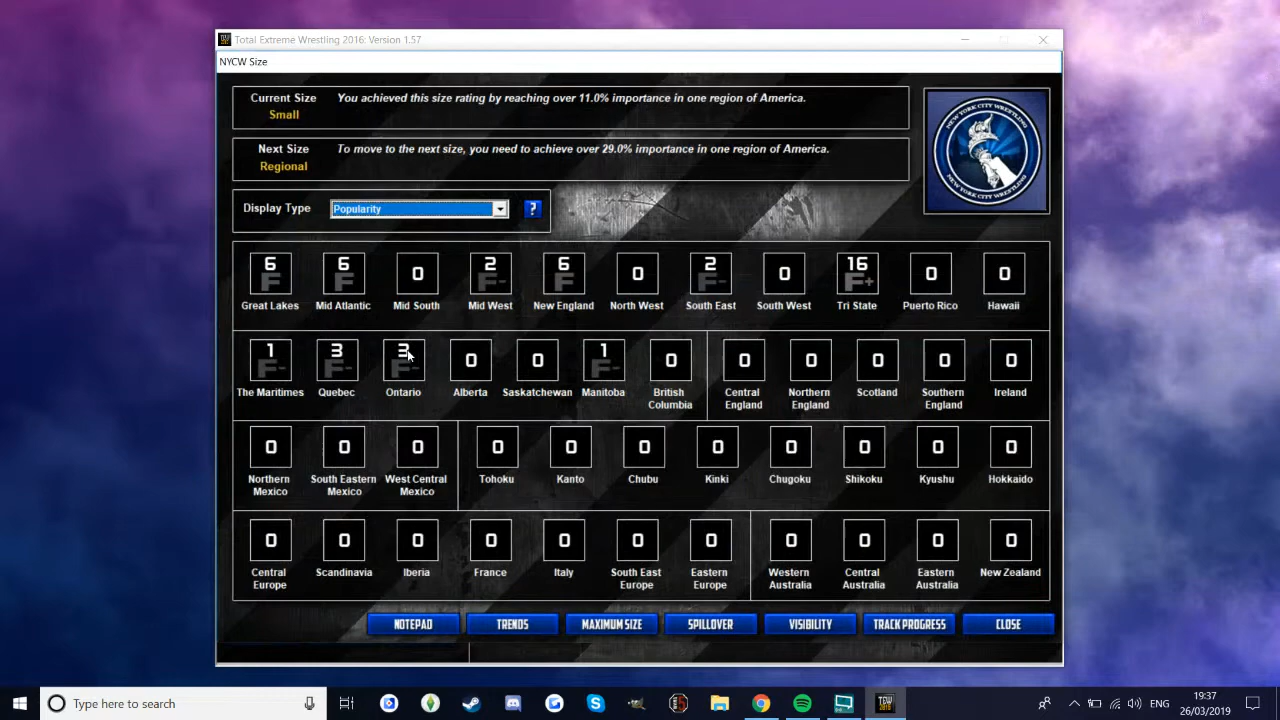 Total Extreme Wrestling 2016: Version 1.57
NYCW Size
Current Size
Small
You achieved this size rating by reaching over 11.0% importance in one region of America.
Next Size
Regional
To move to the next size, you need to achieve over 29.0% importance in one region of America.
NEW YORK CITY WRESTLING
NEW YORK CITY WRESTLING
Display Type
Popularity
?
6 6 0 2 6 0 2 0 16 0 0
F F F- F F- F+
Great Lakes Mid Atlantic Mid South Mid West New England North West South East South West Tri State Puerto Rico Hawaii
1 3 3 0 0 1 0 0 0 0 0 0
F- F- F- F-
The Maritimes Quebec Ontario Alberta Saskatchewan Manitoba British Columbia Central England Northern England Scotland Southern England Ireland
0 0 0 0 0 0 0 0 0 0 0
Northern Mexico South Eastern Mexico West Central Mexico Tohoku Kanto Chubu Kinki Chugoku Shikoku Kyushu Hokkaido
0 0 0 0 0 0 0 0 0 0 0
Central Europe Scandinavia Iberia France Italy South East Europe Eastern Europe Western Australia Central Australia Eastern Australia New Zealand
NOTEPAD TRENDS MAXIMUM SIZE SPILLOVER VISIBILITY TRACK PROGRESS CLOSE
Type here to search
ENG
19:37
26/03/2019